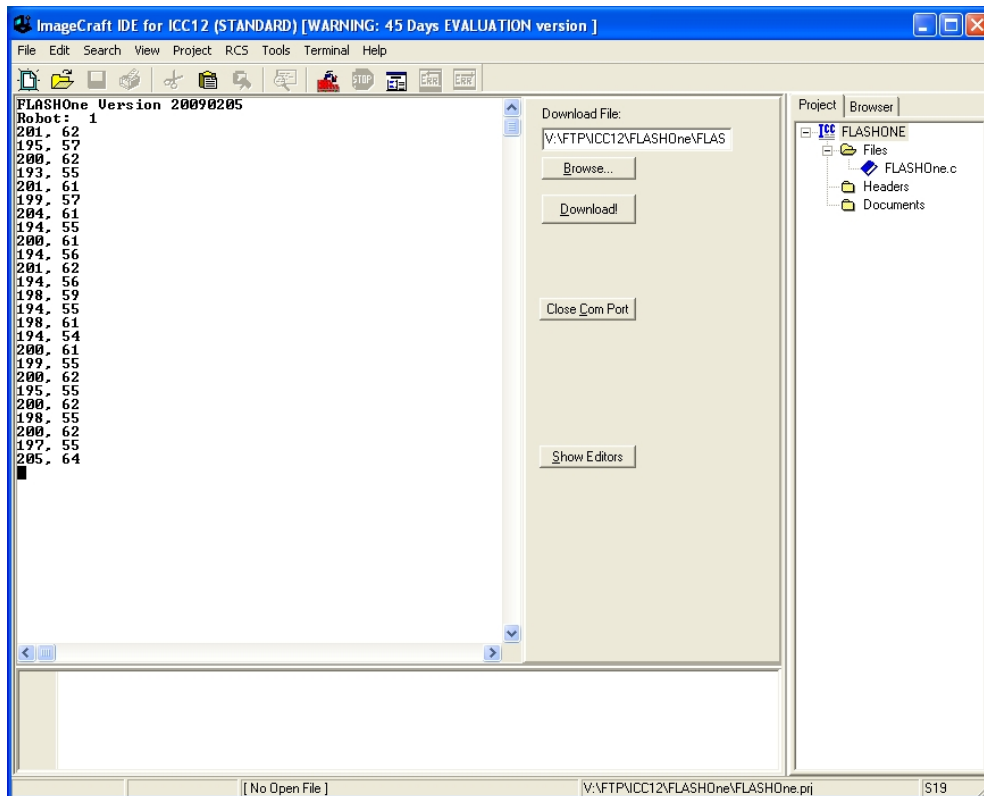 ImageCraft IDE for ICC12 (STANDARD) [WARNING: 45 Days EVALUATION version ]
File Edit Search View Project RCS Tools Terminal Help
STOP ERR ERR
FLASHOne Version 20090205
Robot: 1
201, 62
195, 57
200, 62
193, 55
201, 61
199, 57
204, 61
194, 55
200, 61
194, 56
201, 62
194, 56
198, 59
194, 55
198, 61
194, 54
200, 61
199, 55
200, 62
195, 55
200, 62
198, 55
200, 62
197, 55
205, 64
Download File:
V:\FTP\ICC12\FLASHOne\FLAS
Browse...
Download!
Close Com Port
Show Editors
Project Browser
ICC FLASHONE
Files
FLASHOne.c
Headers
Documents
[ No Open File ] V:\FTP\ICC12\FLASHOne\FLASHOne.prj S19